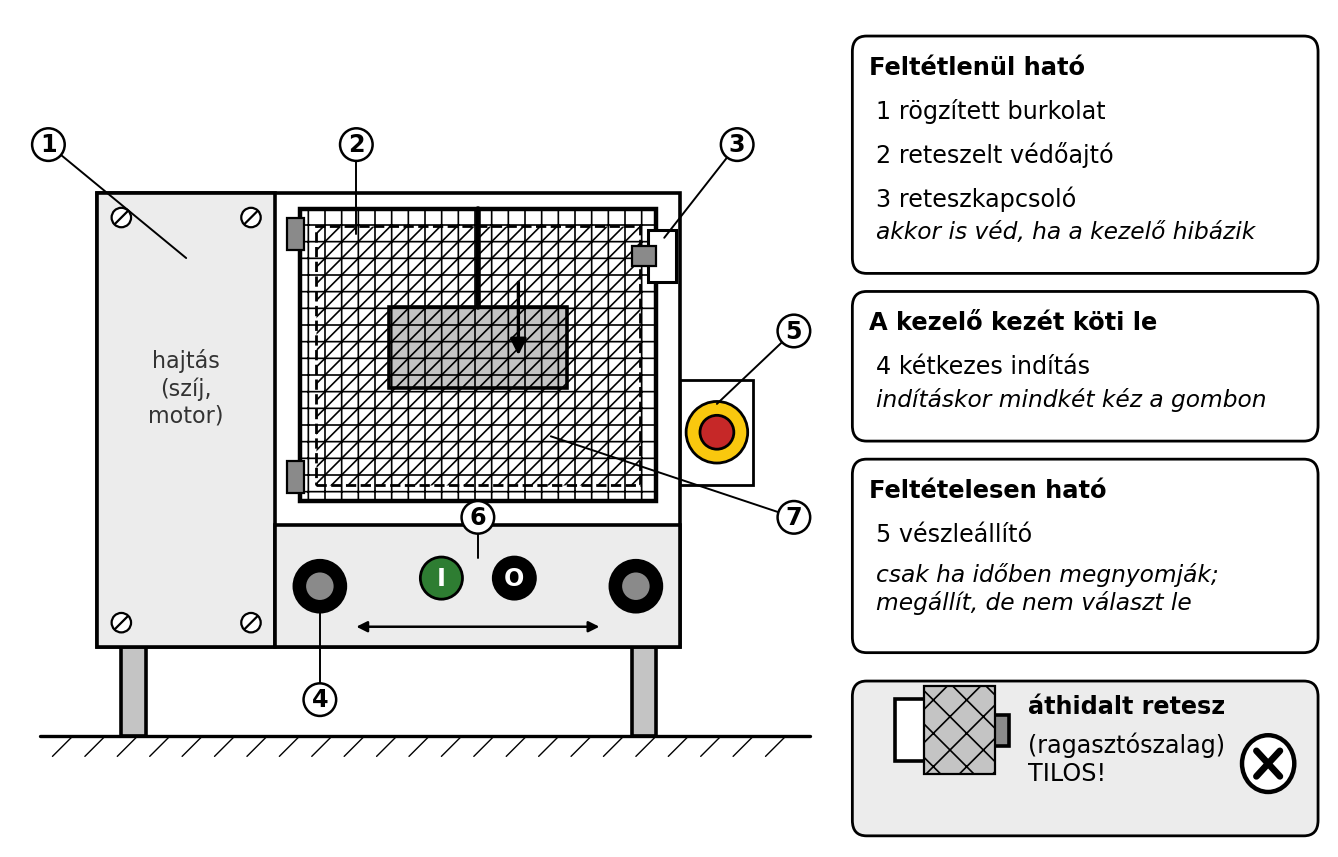 1
2
3
hajtás
(szíj,
motor)
5
6
7
I
O
4
Feltétlenül ható
1 rögzített burkolat
2 reteszelt védőajtó
3 reteszkapcsoló
akkor is véd, ha a kezelő hibázik
A kezelő kezét köti le
4 kétkezes indítás
indításkor mindkét kéz a gombon
Feltételesen ható
5 vészleállító
csak ha időben megnyomják;
megállít, de nem választ le
áthidalt retesz
(ragasztószalag)
TILOS!